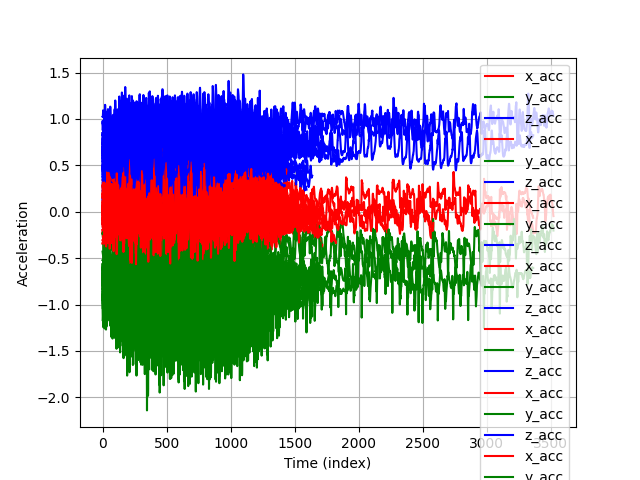 1.5
1.0
0.5
0.0
−0.5
−1.0
−1.5
−2.0
Acceleration
0
500
1000
1500
2000
2500
3000
3500
Time (index)
x_acc
y_acc
z_acc
x_acc
y_acc
z_acc
x_acc
y_acc
z_acc
x_acc
y_acc
z_acc
x_acc
y_acc
z_acc
x_acc
y_acc
z_acc
x_acc
y_acc